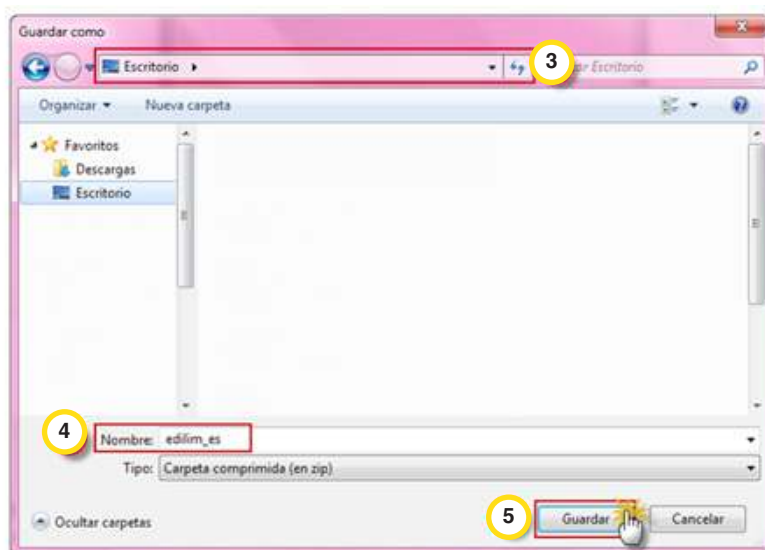 Guardar como
Escritorio
3
Escritorio
Organizar
Nueva carpeta
Favoritos
Descargas
Escritorio
4
Nombre: edilim_es
Tipo: Carpeta comprimida (en zip)
Ocultar carpetas
5
Guardar
Cancelar